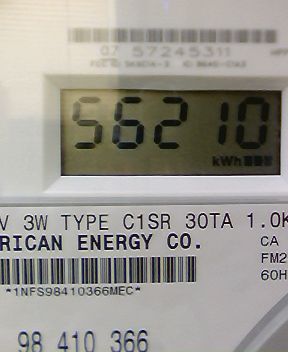 07 57245311
56210
kWh
V 3W TYPE C1SR 30TA 1.0K
RICAN ENERGY CO.
CA
FM2
60H
*1NFS98410366MEC*
98 410 366